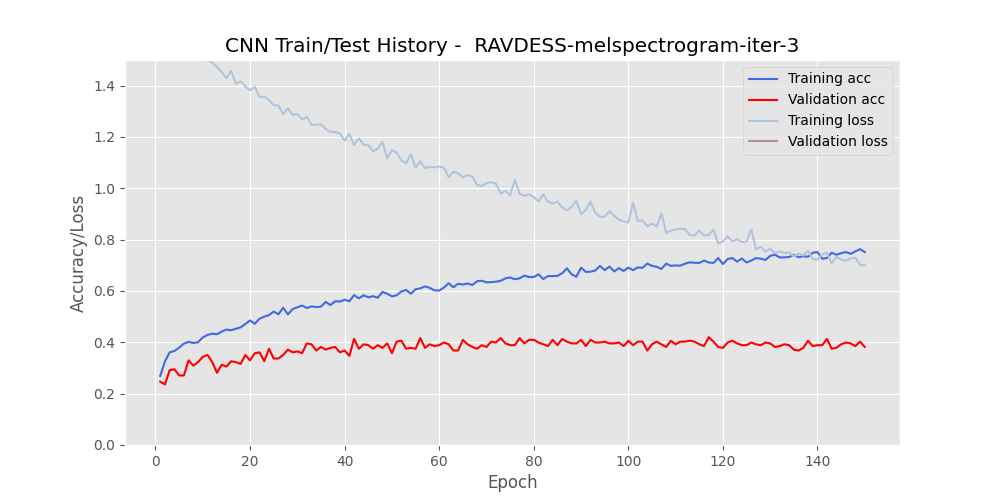 CNN Train/Test History -  RAVDESS-melspectrogram-iter-3
Accuracy/Loss
1.4
1.2
1.0
0.8
0.6
0.4
0.2
0.0
Training acc
Validation acc
Training loss
Validation loss
0 20 40 60 80 100 120 140
Epoch